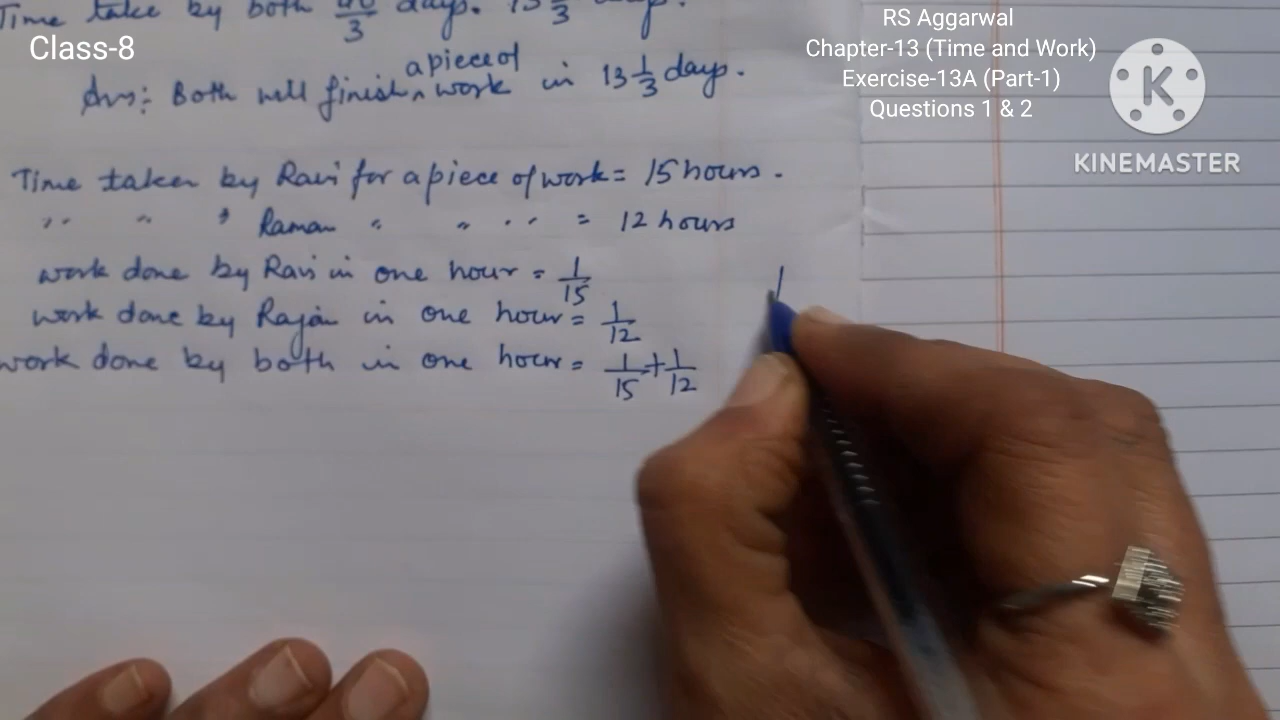 Time take by both 40/3 days. 13 1/3 days.
Class-8
RS Aggarwal
Chapter-13 (Time and Work)
Exercise-13A (Part-1)
Questions 1 & 2
KINEMASTER
Ans: Both will finish a piece of work in 13 1/3 days.
Time taken by Ravi for a piece of work = 15 hours.
" " " Raman " " " " = 12 hours
work done by Ravi in one hour = 1/15
work done by Rajan in one hour = 1/12
work done by both in one hour = 1/15 + 1/12